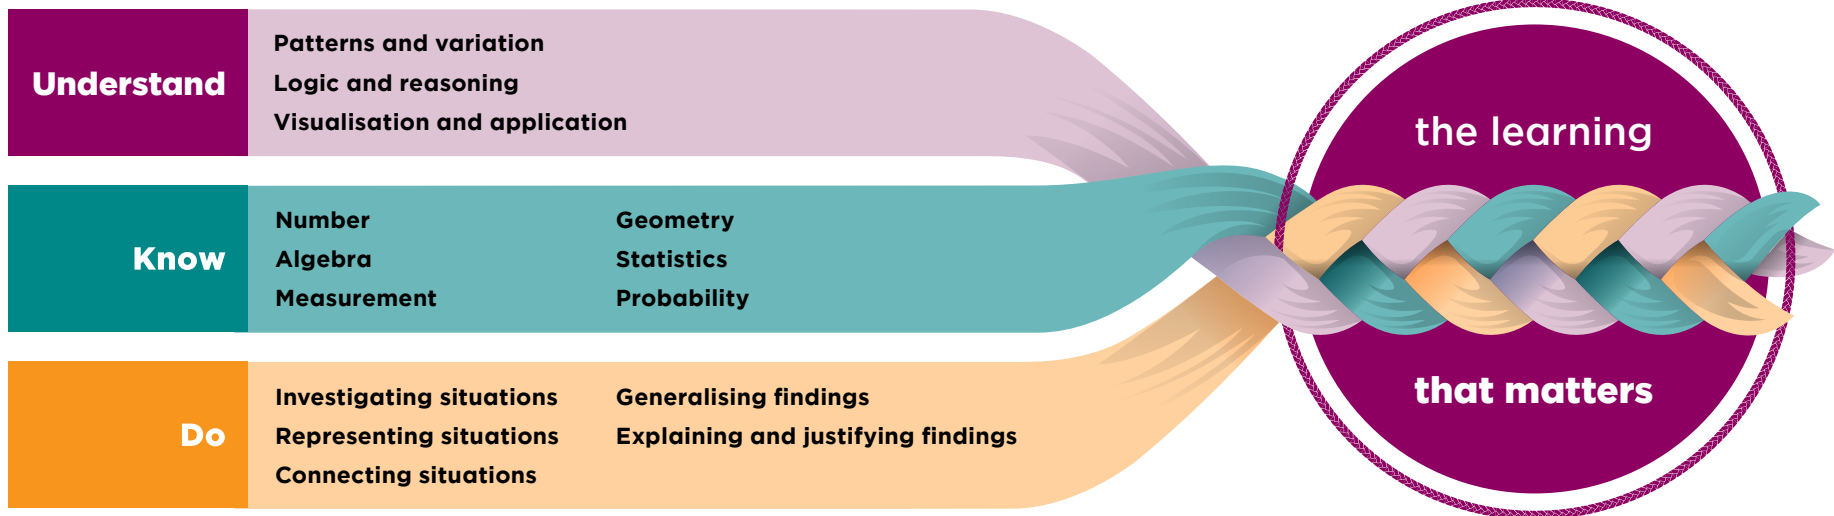 Understand
Patterns and variation
Logic and reasoning
Visualisation and application
Know
Number
Algebra
Measurement
Geometry
Statistics
Probability
Do
Investigating situations
Representing situations
Connecting situations
Generalising findings
Explaining and justifying findings
the learning
that matters